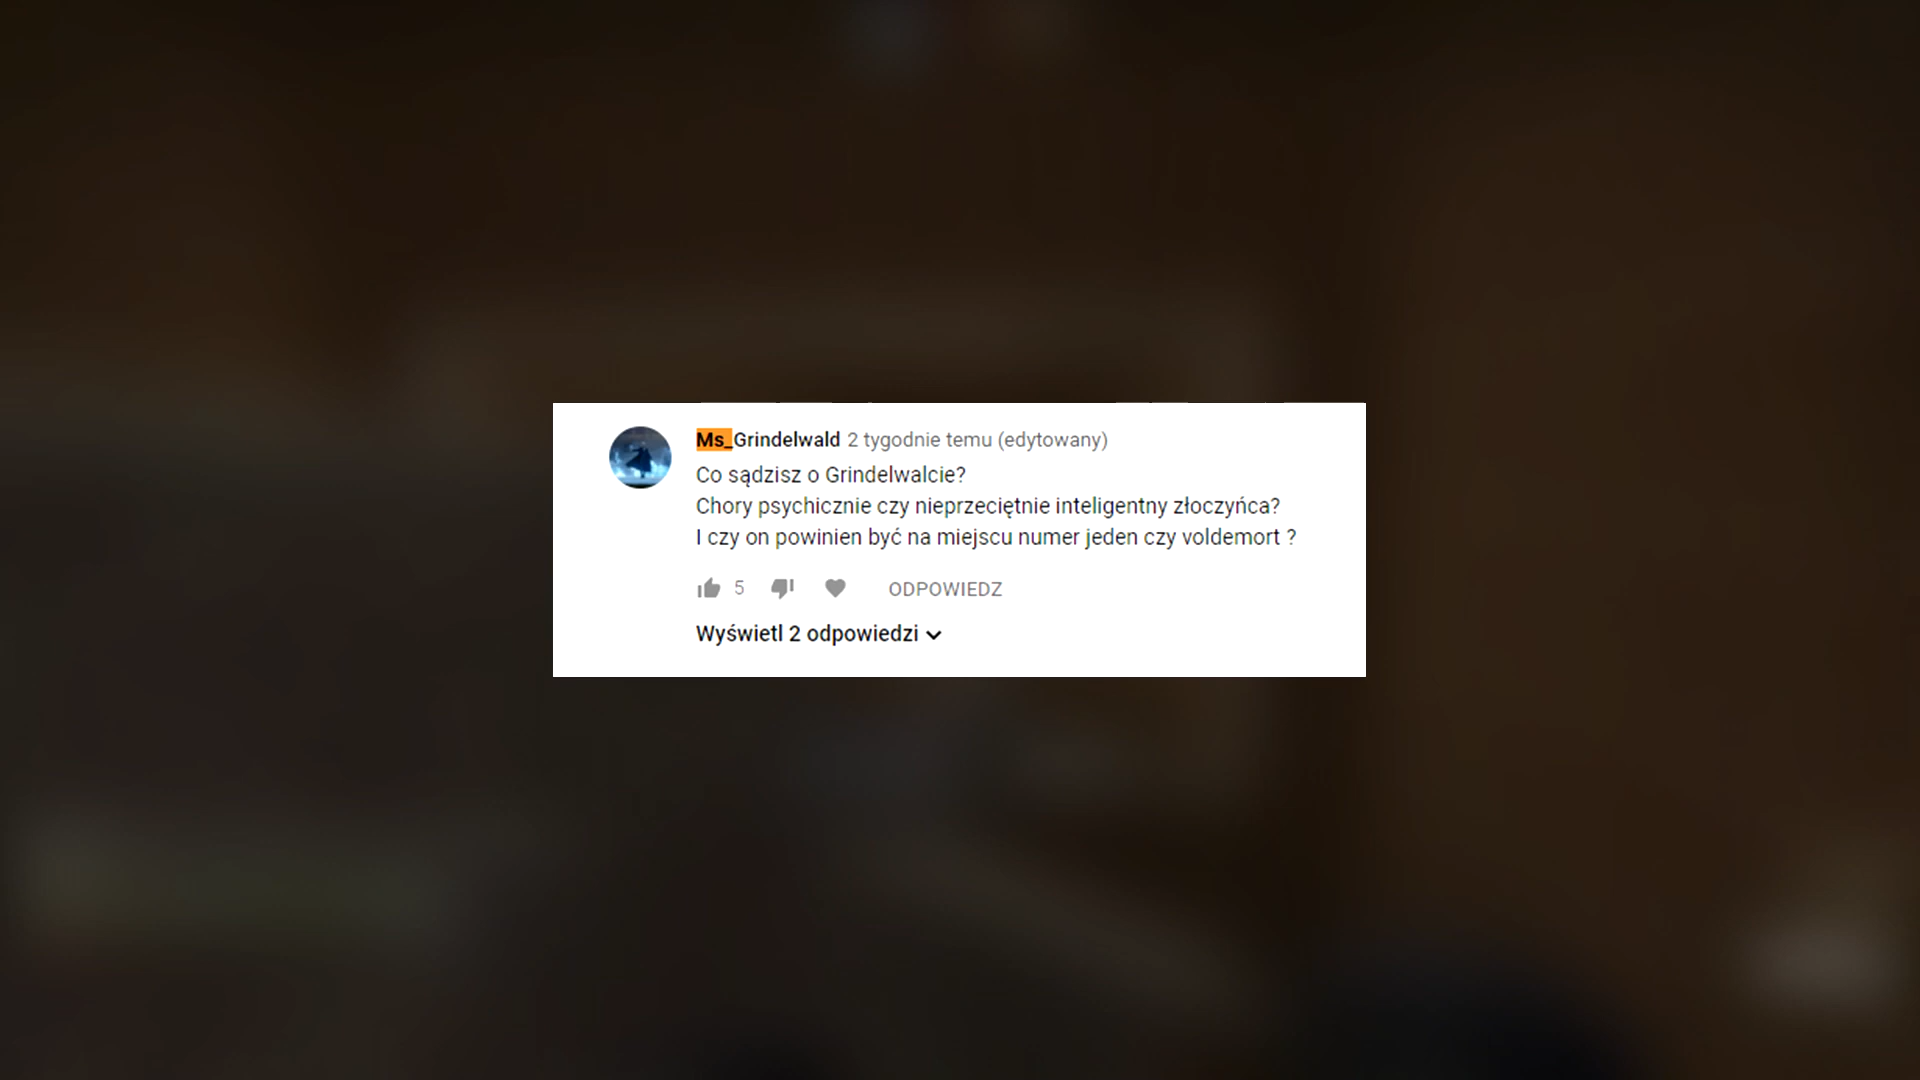 Ms_Grindelwald 2 tygodnie temu (edytowany)
Co sądzisz o Grindelwalcie?
Chory psychicznie czy nieprzeciętnie inteligentny złoczyńca?
I czy on powinien być na miejscu numer jeden czy voldemort ?
5 ODPOWIEDZ
Wyświetl 2 odpowiedzi